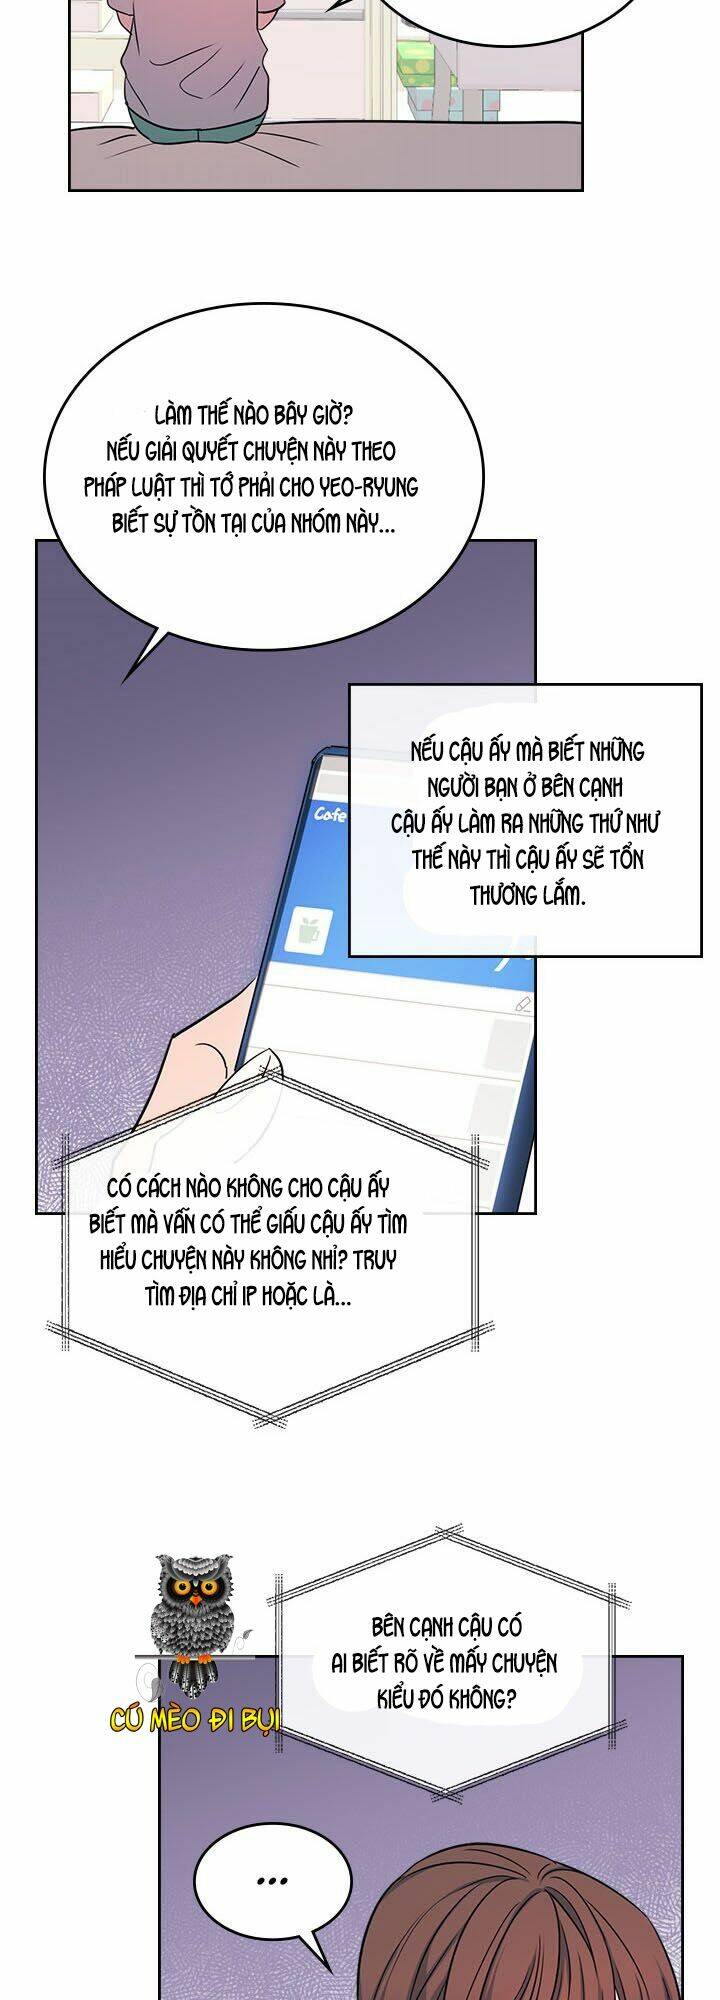 LÀM THẾ NÀO BÂY GIỜ?
NẾU GIẢI QUYẾT CHUYỆN NÀY THEO
PHÁP LUẬT THÌ TỚ PHẢI CHO YEO-RYUNG
BIẾT SỰ TỒN TẠI CỦA NHÓM NÀY...
NẾU CẬU ẤY MÀ BIẾT NHỮNG
NGƯỜI BẠN Ở BÊN CẠNH
CẬU ẤY LÀM RA NHỮNG THỨ NHƯ
THẾ NÀY THÌ CẬU ẤY SẼ TỔN
THƯƠNG LẮM.
Cafe
CÓ CÁCH NÀO KHÔNG CHO CẬU ẤY
BIẾT MÀ VẪN CÓ THỂ GIẤU CẬU ẤY TÌM
HIỂU CHUYỆN NÀY KHÔNG NHỈ? TRUY
TÌM ĐỊA CHỈ IP HOẶC LÀ...
BÊN CẠNH CẬU CÓ
AI BIẾT RÕ VỀ MẤY CHUYỆN
KIỂU ĐÓ KHÔNG?
CÚ MÈO ĐI BỤI
...